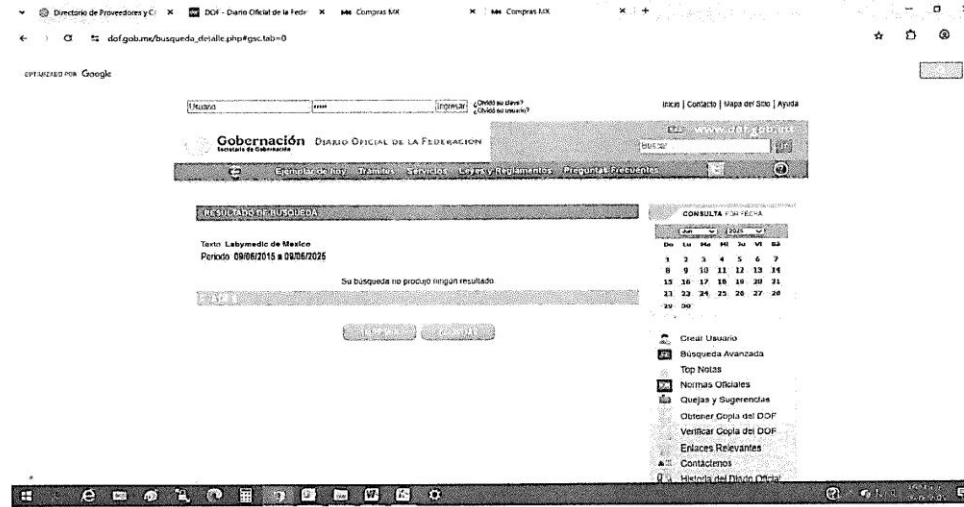 Directorio de Proveedores y C
DOF - Diario Oficial de la Fede
Compras MX
Compras MX
dof.gob.mx/busqueda_detalle.php#gsc.tab=0
OPTIMIZADO POR Google
Usuario
Ingresar
¿Olvidó su clave?
¿Olvidó su usuario?
Inicio | Contacto | Mapa del Sitio | Ayuda
Gobernación
Secretaría de Gobernación
DIARIO OFICIAL DE LA FEDERACIÓN
www.dof.gob.mx
Buscar
Ejemplar de hoy Trámites Servicios Leyes y Reglamentos Preguntas Frecuentes
RESULTADO DE BUSQUEDA
Texto Labymedic de Mexico
Periodo 09/06/2015 a 09/06/2025
Su búsqueda no produjo ningún resultado
CONSULTA POR FECHA
Jun 2025
Do Lu Ma Mi Ju Vi Sá
1 2 3 4 5 6 7
8 9 10 11 12 13 14
15 16 17 18 19 20 21
22 23 24 25 26 27 28
29 30
Crear Usuario
Búsqueda Avanzada
Top Notas
Normas Oficiales
Quejas y Sugerencias
Obtener Copia del DOF
Verificar Copia del DOF
Enlaces Relevantes
Contáctenos
Historia del Diario Oficial